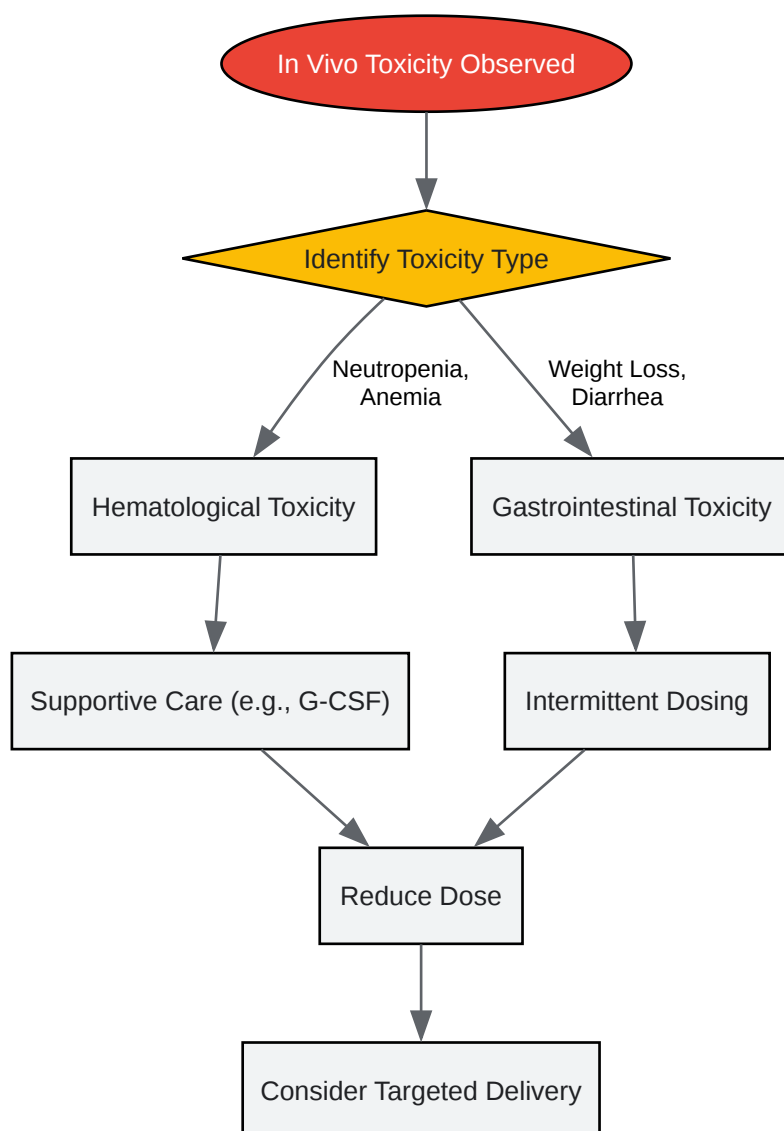 In Vivo Toxicity Observed
Identify Toxicity Type
Neutropenia,
Anemia
Weight Loss,
Diarrhea
Hematological Toxicity
Gastrointestinal Toxicity
Supportive Care (e.g., G-CSF)
Intermittent Dosing
Reduce Dose
Consider Targeted Delivery